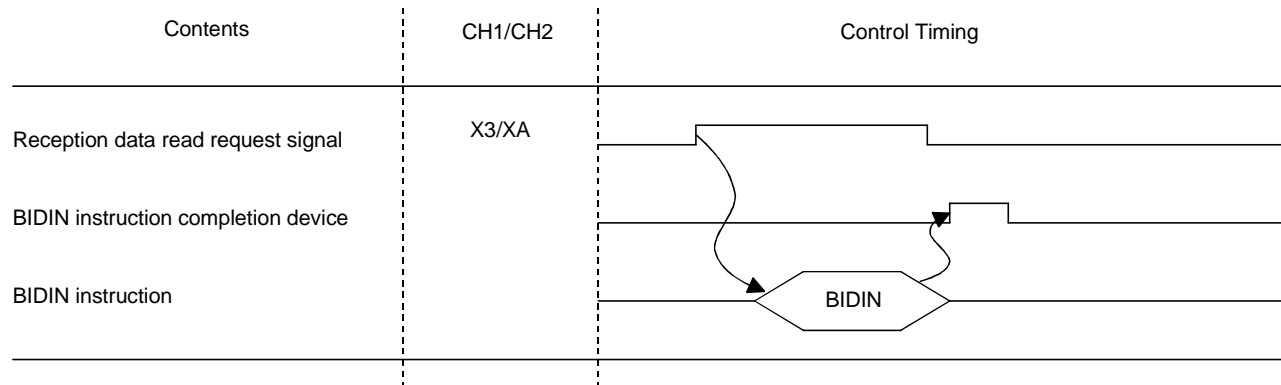 Contents
CH1/CH2
Control Timing
Reception data read request signal
X3/XA
BIDIN instruction completion device
BIDIN instruction
BIDIN